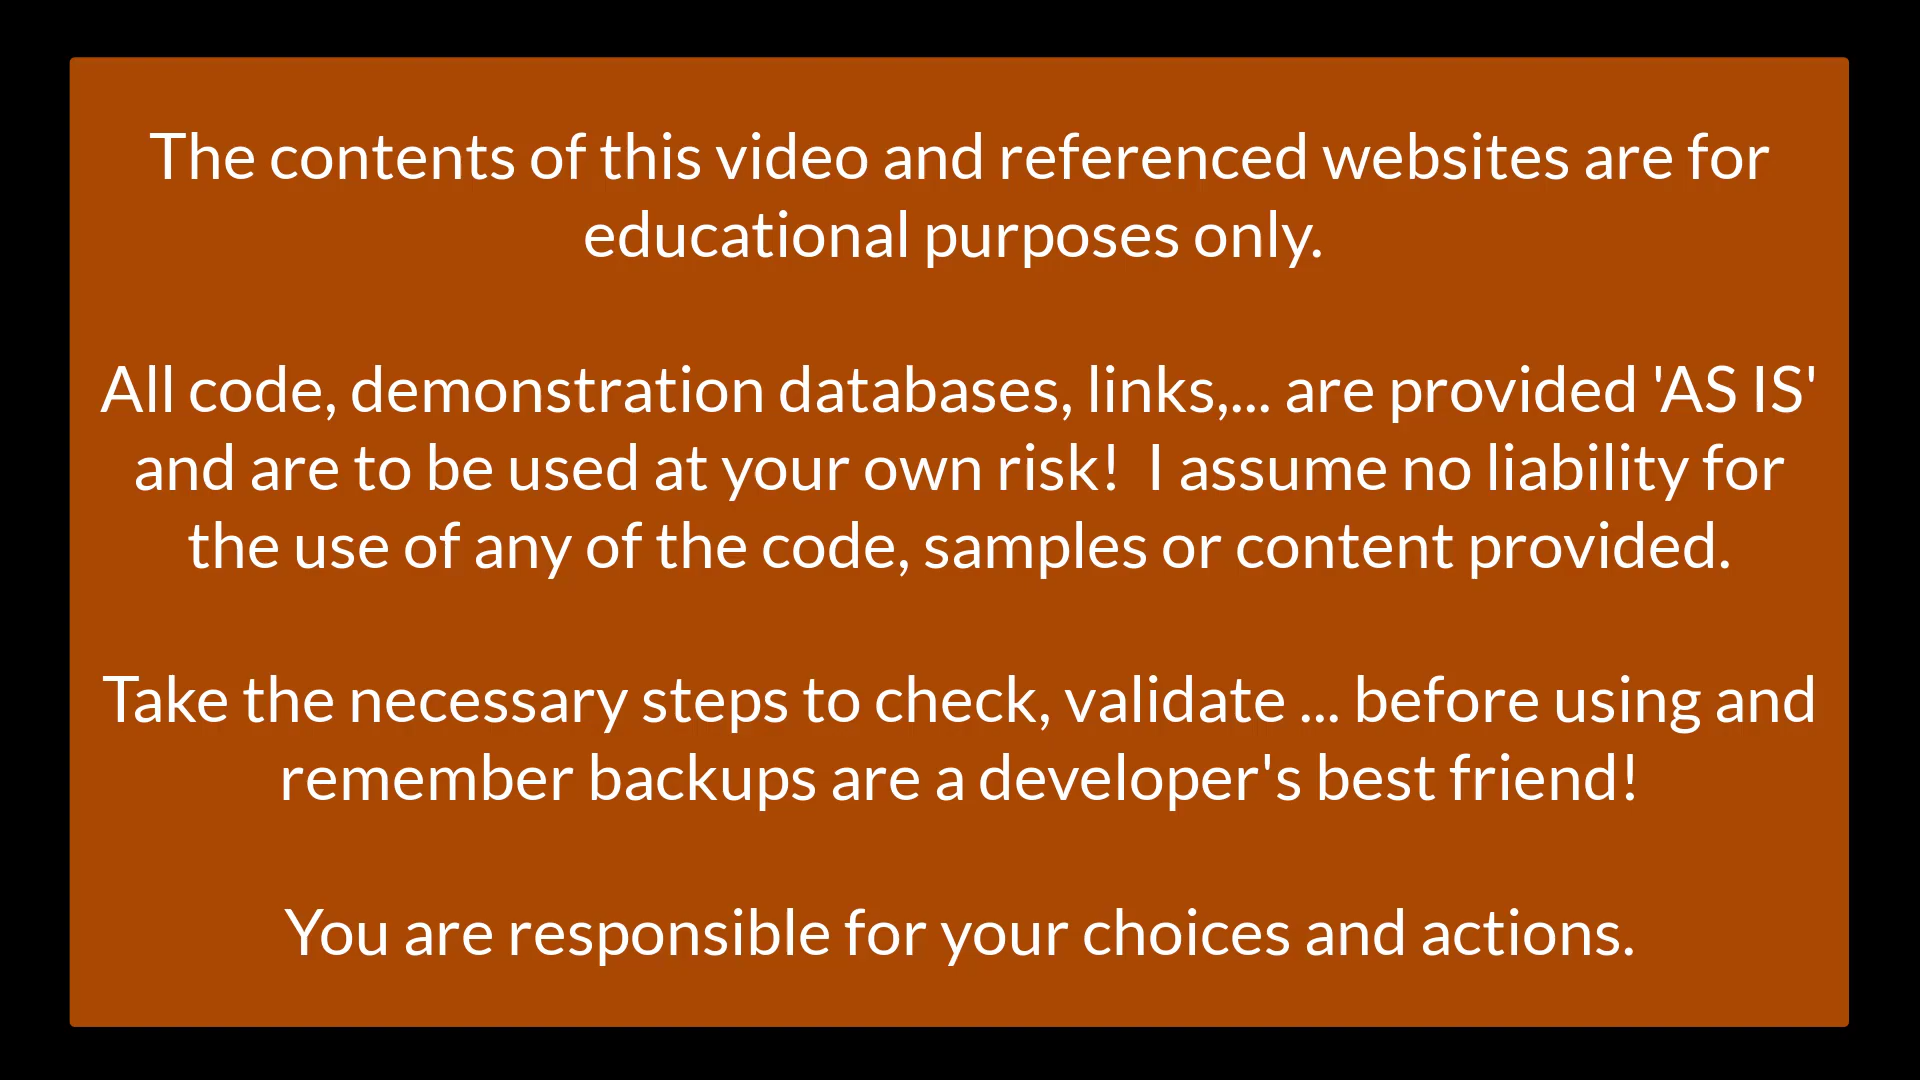 The contents of this video and referenced websites are for
educational purposes only.
All code, demonstration databases, links,... are provided 'AS IS'
and are to be used at your own risk!  I assume no liability for
the use of any of the code, samples or content provided.
Take the necessary steps to check, validate ... before using and
remember backups are a developer's best friend!
You are responsible for your choices and actions.